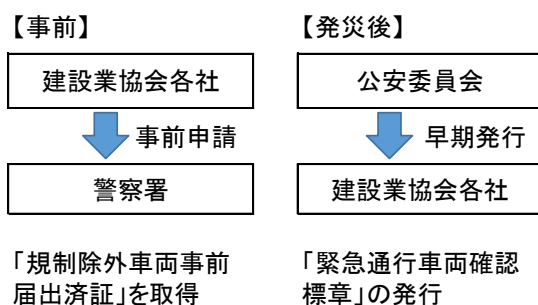 【事前】
建設業協会各社
事前申請
警察署
「規制除外車両事前
届出済証」を取得
【発災後】
公安委員会
早期発行
建設業協会各社
「緊急通行車両確認
標章」の発行